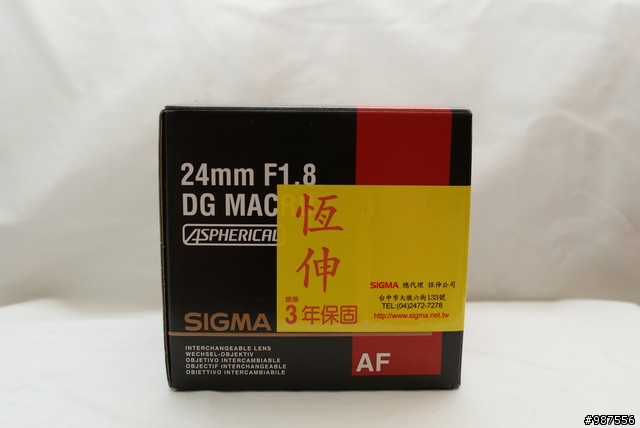 24mm F1.8
DG MACR
ASPHERICAL
恆伸
3年保固
SIGMA 總代理 恆伸公司
台中市大墩六街133號
TEL:(04)2472-7278
http://www.sigma.net.tw
SIGMA
INTERCHANGEABLE LENS
WECHSEL-OBJEKTIV
OBJETIVO INTERCAMBIABLE
OBJECTIF INTERCHANGEABLE
OBIETTIVO INTERCAMBIABILE
AF
#987556